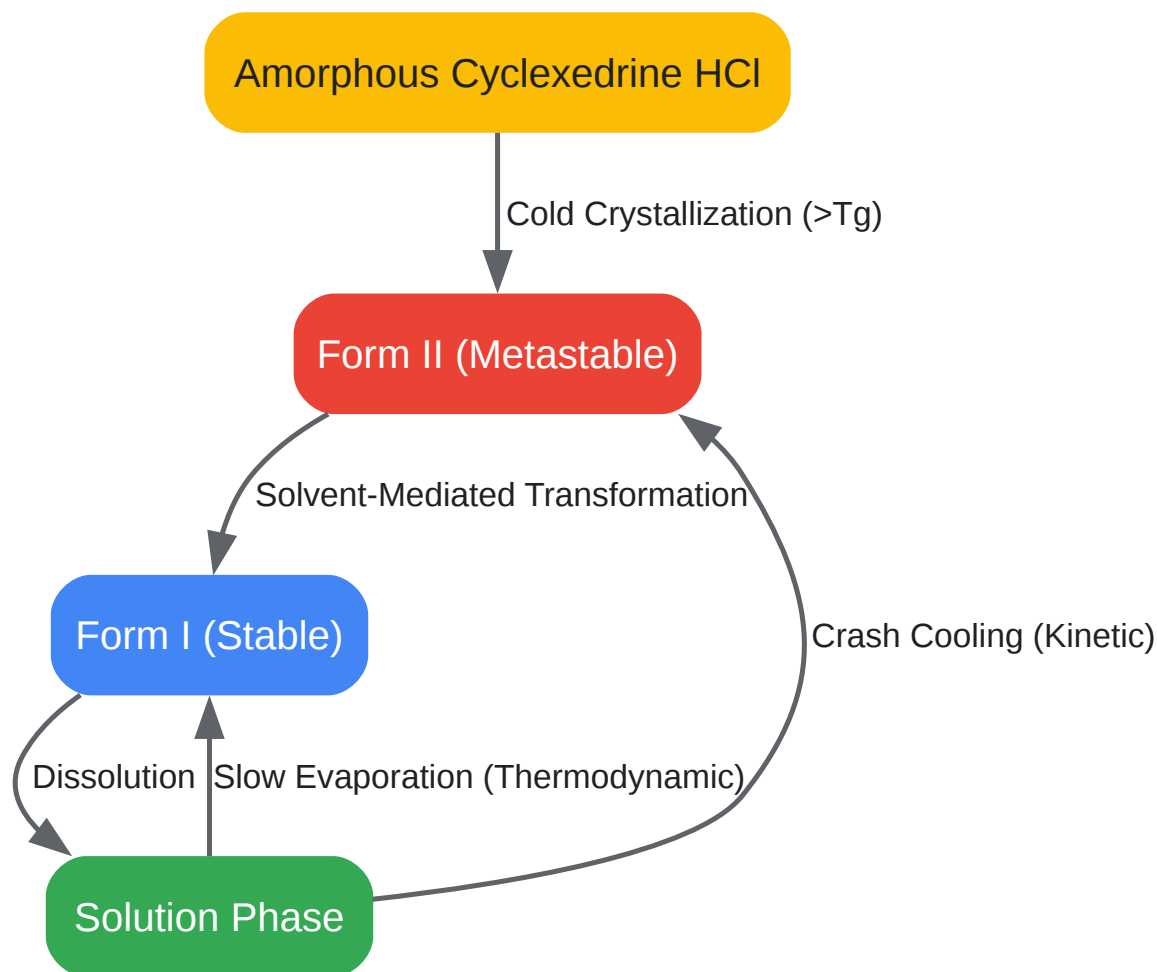 Amorphous Cyclexedrine HCl
Cold Crystallization (>Tg)
Form II (Metastable)
Solvent-Mediated Transformation
Form I (Stable)
Crash Cooling (Kinetic)
Dissolution
Slow Evaporation (Thermodynamic)
Solution Phase